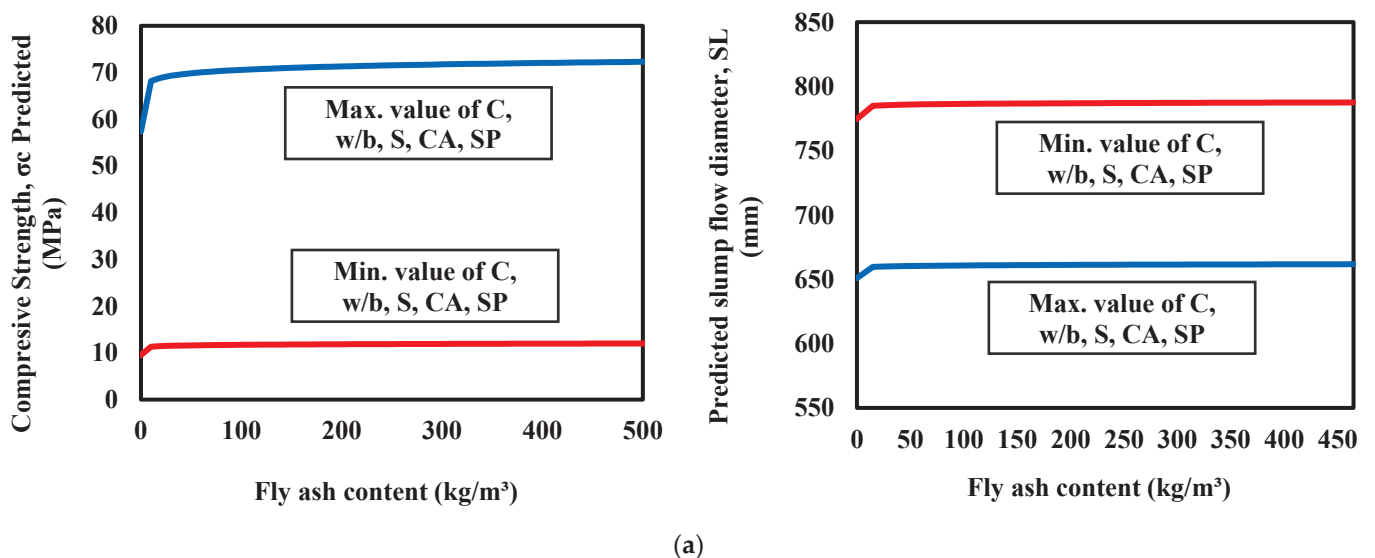 Compresive Strength, σc Predicted
(MPa)
80
70
60
50
40
30
20
10
0
Max. value of C,
w/b, S, CA, SP
Min. value of C,
w/b, S, CA, SP
0 100 200 300 400 500
Fly ash content (kg/m³)
Predicted slump flow diameter, SL
(mm)
850
800
750
700
650
600
550
Min. value of C,
w/b, S, CA, SP
Max. value of C,
w/b, S, CA, SP
0 50 100 150 200 250 300 350 400 450
Fly ash content (kg/m³)
(a)